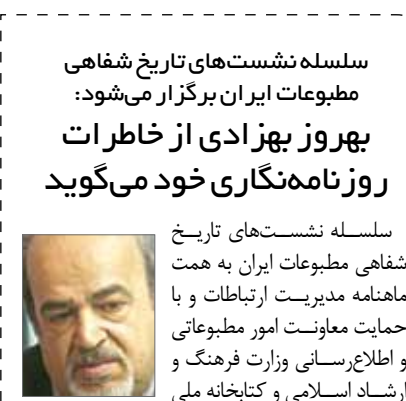 سلسله نشست‌های تاریخ شفاهی
مطبوعات ایران برگزار می‌شود:
بهروز بهزادی از خاطرات
روزنامه‌نگاری خود می‌گوید
سلسله نشست‌های تاریخ
شفاهی مطبوعات ایران به همت
ماهنامه مدیریت ارتباطات و با
حمایت معاونت امور مطبوعاتی
و اطلاع‌رسانی وزارت فرهنگ و
ارشاد اسلامی و کتابخانه ملی